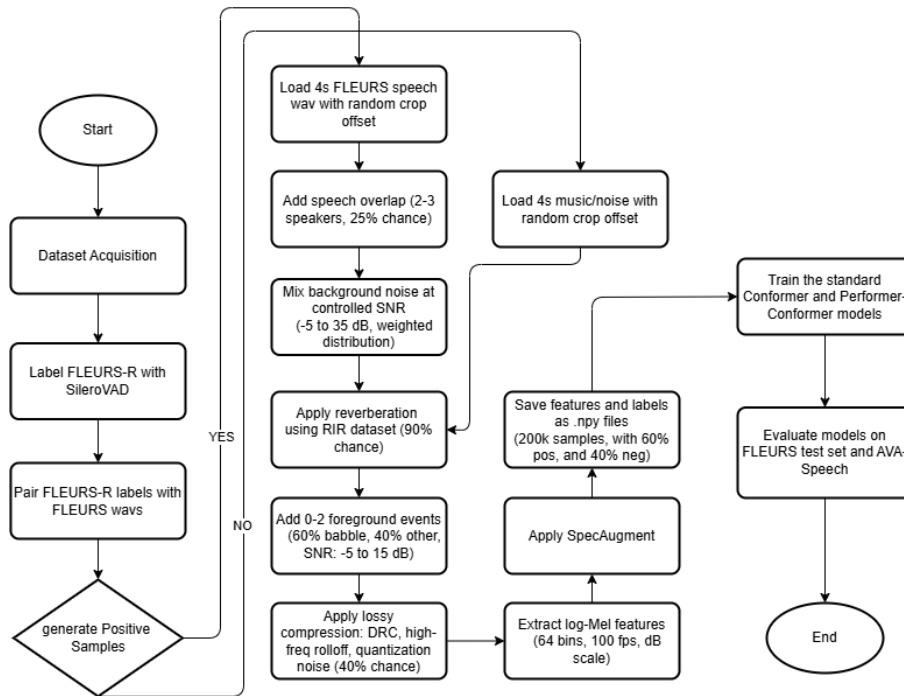 Start
Dataset Acquisition
Label FLEURS-R with
SileroVAD
Pair FLEURS-R labels with
FLEURS wavs
generate Positive
Samples
YES
NO
Load 4s FLEURS speech
wav with random crop
offset
Add speech overlap (2-3
speakers, 25% chance)
Mix background noise at
controlled SNR
(-5 to 35 dB, weighted
distribution)
Load 4s music/noise with
random crop offset
Apply reverberation
using RIR dataset (90%
chance)
Add 0-2 foreground events
(60% babble, 40% other,
SNR: -5 to 15 dB)
Apply lossy
compression: DRC, high-
freq rolloff, quantization
noise (40% chance)
Extract log-Mel features
(64 bins, 100 fps, dB
scale)
Apply SpecAugment
Save features and labels
as .npy files
(200k samples, with 60%
pos, and 40% neg)
Train the standard
Conformer and Performer-
Conformer models
Evaluate models on
FLEURS test set and AVA-
Speech
End